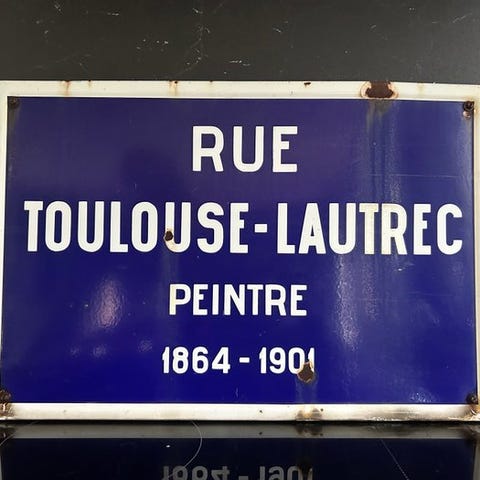 RUE
TOULOUSE-LAUTREC
PEINTRE
1864 - 1901